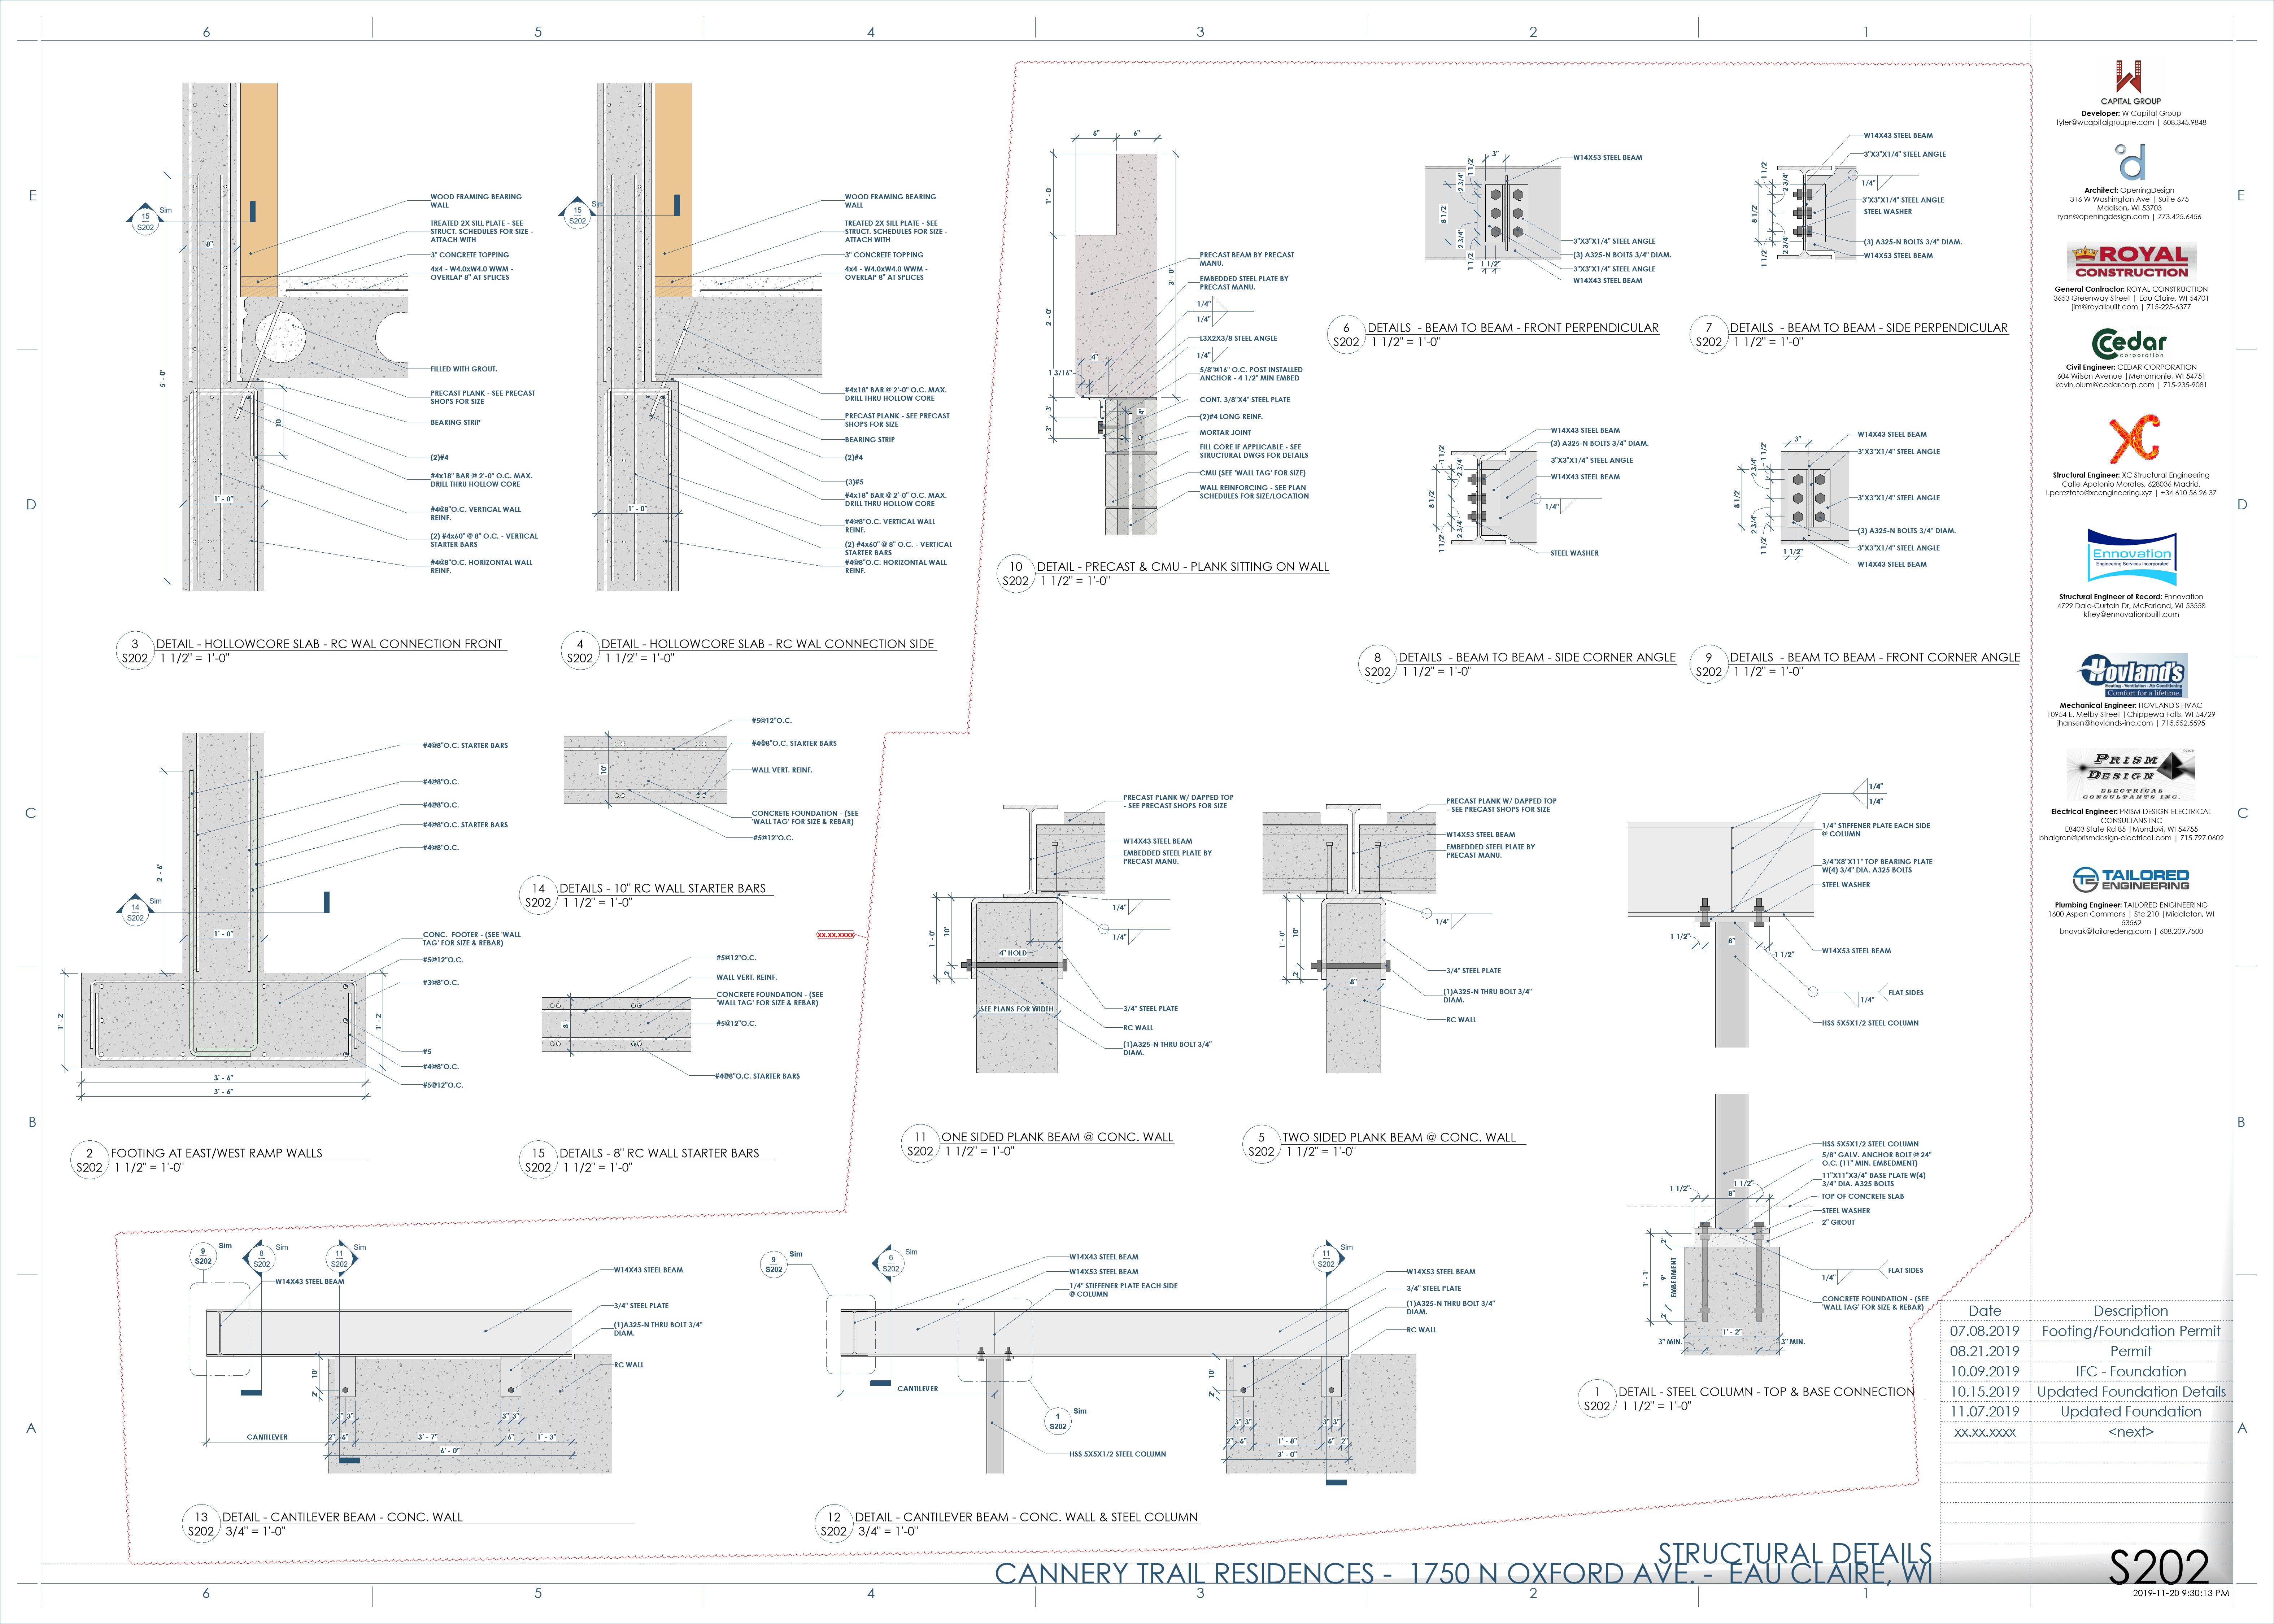 6
5
4
3
2
1
E
D
C
B
A
15
S202
Sim
8"
5' - 0'
1' - 0"
10'
WOOD FRAMING BEARING
WALL
TREATED 2X SILL PLATE - SEE
STRUCT. SCHEDULES FOR SIZE -
ATTACH WITH
3" CONCRETE TOPPING
4x4 - W4.0xW4.0 WWM -
OVERLAP 8" AT SPLICES
FILLED WITH GROUT.
PRECAST PLANK - SEE PRECAST
SHOPS FOR SIZE
BEARING STRIP
(2)#4
#4x18" BAR @ 2'-0" O.C. MAX.
DRILL THRU HOLLOW CORE
#4@8"O.C. VERTICAL WALL
REINF.
(2) #4x60" @ 8" O.C. - VERTICAL
STARTER BARS
#4@8"O.C. HORIZONTAL WALL
REINF.
3
S202
DETAIL - HOLLOWCORE SLAB - RC WAL CONNECTION FRONT
1 1/2" = 1'-0"
15
S202
Sim
1' - 0"
WOOD FRAMING BEARING
WALL
TREATED 2X SILL PLATE - SEE
STRUCT. SCHEDULES FOR SIZE -
ATTACH WITH
3" CONCRETE TOPPING
4x4 - W4.0xW4.0 WWM -
OVERLAP 8" AT SPLICES
#4x18" BAR @ 2'-0" O.C. MAX.
DRILL THRU HOLLOW CORE
PRECAST PLANK - SEE PRECAST
SHOPS FOR SIZE
BEARING STRIP
(2)#4
(3)#5
#4x18" BAR @ 2'-0" O.C. MAX.
DRILL THRU HOLLOW CORE
#4@8"O.C. VERTICAL WALL
REINF.
(2) #4x60" @ 8" O.C. - VERTICAL
STARTER BARS
#4@8"O.C. HORIZONTAL WALL
REINF.
4
S202
DETAIL - HOLLOWCORE SLAB - RC WAL CONNECTION SIDE
1 1/2" = 1'-0"
6"
6"
1' - 0'
2' - 0'
3' - 0'
4"
1 3/16"
3'
3'
4'
PRECAST BEAM BY PRECAST
MANU.
EMBEDDED STEEL PLATE BY
PRECAST MANU.
1/4"
1/4"
L3X2X3/8 STEEL ANGLE
1/4"
5/8"@16" O.C. POST INSTALLED
ANCHOR - 4 1/2" MIN EMBED
CONT. 3/8"X4" STEEL PLATE
(2)#4 LONG REINF.
MORTAR JOINT
FILL CORE IF APPLICABLE - SEE
STRUCTURAL DWGS FOR DETAILS
CMU (SEE 'WALL TAG' FOR SIZE)
WALL REINFORCING - SEE PLAN
SCHEDULES FOR SIZE/LOCATION
10
S202
DETAIL - PRECAST & CMU - PLANK SITTING ON WALL
1 1/2" = 1'-0"
3"
1 1/2'
2 3/4'
8 1/2'
2 3/4'
1 1/2'
1 1/2"
W14X53 STEEL BEAM
3"X3"X1/4" STEEL ANGLE
(3) A325-N BOLTS 3/4" DIAM.
3"X3"X1/4" STEEL ANGLE
W14X43 STEEL BEAM
6
S202
DETAILS - BEAM TO BEAM - FRONT PERPENDICULAR
1 1/2" = 1'-0"
1 1/2'
2 3/4'
8 1/2'
2 3/4'
1 1/2'
W14X43 STEEL BEAM
3"X3"X1/4" STEEL ANGLE
1/4"
3"X3"X1/4" STEEL ANGLE
STEEL WASHER
(3) A325-N BOLTS 3/4" DIAM.
W14X53 STEEL BEAM
7
S202
DETAILS - BEAM TO BEAM - SIDE PERPENDICULAR
1 1/2" = 1'-0"
1 1/2'
2 3/4'
8 1/2'
2 3/4'
1 1/2'
W14X43 STEEL BEAM
(3) A325-N BOLTS 3/4" DIAM.
3"X3"X1/4" STEEL ANGLE
W14X43 STEEL BEAM
1/4"
STEEL WASHER
8
S202
DETAILS - BEAM TO BEAM - SIDE CORNER ANGLE
1 1/2" = 1'-0"
3"
1 1/2'
2 3/4'
8 1/2'
2 3/4'
1 1/2'
1 1/2"
W14X43 STEEL BEAM
3"X3"X1/4" STEEL ANGLE
3"X3"X1/4" STEEL ANGLE
(3) A325-N BOLTS 3/4" DIAM.
3"X3"X1/4" STEEL ANGLE
W14X43 STEEL BEAM
9
S202
DETAILS - BEAM TO BEAM - FRONT CORNER ANGLE
1 1/2" = 1'-0"
#4@8"O.C. STARTER BARS
#4@8"O.C.
#4@8"O.C.
#4@8"O.C. STARTER BARS
#4@8"O.C.
2' - 6'
14
S202
Sim
1' - 0"
CONC. FOOTER - (SEE 'WALL
TAG' FOR SIZE & REBAR)
#5@12"O.C.
#3@8"O.C.
1' - 2'
1' - 2'
#5
#4@8"O.C.
#5@12"O.C.
3' - 6"
3' - 6"
2
S202
FOOTING AT EAST/WEST RAMP WALLS
1 1/2" = 1'-0"
#5@12"O.C.
#4@8"O.C. STARTER BARS
10'
WALL VERT. REINF.
CONCRETE FOUNDATION - (SEE
'WALL TAG' FOR SIZE & REBAR)
#5@12"O.C.
14
S202
DETAILS - 10" RC WALL STARTER BARS
1 1/2" = 1'-0"
xx.xx.xxxx
#5@12"O.C.
WALL VERT. REINF.
CONCRETE FOUNDATION - (SEE
'WALL TAG' FOR SIZE & REBAR)
8'
#5@12"O.C.
#4@8"O.C. STARTER BARS
15
S202
DETAILS - 8" RC WALL STARTER BARS
1 1/2" = 1'-0"
PRECAST PLANK W/ DAPPED TOP
- SEE PRECAST SHOPS FOR SIZE
W14X43 STEEL BEAM
EMBEDDED STEEL PLATE BY
PRECAST MANU.
1/4"
1/4"
1' - 0'
10'
2'
4" HOLD
SEE PLANS FOR WIDTH
3/4" STEEL PLATE
RC WALL
(1)A325-N THRU BOLT 3/4"
DIAM.
11
S202
ONE SIDED PLANK BEAM @ CONC. WALL
1 1/2" = 1'-0"
PRECAST PLANK W/ DAPPED TOP
- SEE PRECAST SHOPS FOR SIZE
W14X53 STEEL BEAM
EMBEDDED STEEL PLATE BY
PRECAST MANU.
1/4"
1' - 0'
10'
2'
8"
3/4" STEEL PLATE
(1)A325-N THRU BOLT 3/4"
DIAM.
RC WALL
5
S202
TWO SIDED PLANK BEAM @ CONC. WALL
1 1/2" = 1'-0"
1/4"
1/4"
1/4" STIFFENER PLATE EACH SIDE
@ COLUMN
3/4"X8"X11" TOP BEARING PLATE
W(4) 3/4" DIA. A325 BOLTS
STEEL WASHER
1 1/2"
8"
1 1/2"
W14X53 STEEL BEAM
FLAT SIDES
1/4"
HSS 5X5X1/2 STEEL COLUMN
HSS 5X5X1/2 STEEL COLUMN
5/8" GALV. ANCHOR BOLT @ 24"
O.C. (11" MIN. EMBEDMENT)
11"X11"X3/4" BASE PLATE W(4)
3/4" DIA. A325 BOLTS
TOP OF CONCRETE SLAB
STEEL WASHER
2" GROUT
1 1/2"
1 1/2"
8"
2'
1' - 1'
9'
EMBEDMENT
2'
1/4"
FLAT SIDES
CONCRETE FOUNDATION - (SEE
'WALL TAG' FOR SIZE & REBAR)
1' - 2"
3" MIN.
3" MIN.
1
S202
DETAIL - STEEL COLUMN - TOP & BASE CONNECTION
1 1/2" = 1'-0"
9
S202
Sim
8
S202
Sim
11
S202
Sim
W14X43 STEEL BEAM
W14X43 STEEL BEAM
3/4" STEEL PLATE
(1)A325-N THRU BOLT 3/4"
DIAM.
RC WALL
10'
2'
3" 3"
3" 3"
CANTILEVER
2" 6"
3' - 7"
6"
1' - 3"
6' - 0"
13
S202
DETAIL - CANTILEVER BEAM - CONC. WALL
3/4" = 1'-0"
9
S202
Sim
6
S202
Sim
11
S202
Sim
W14X43 STEEL BEAM
W14X53 STEEL BEAM
1/4" STIFFENER PLATE EACH SIDE
@ COLUMN
CANTILEVER
1
S202
Sim
HSS 5X5X1/2 STEEL COLUMN
W14X53 STEEL BEAM
3/4" STEEL PLATE
(1)A325-N THRU BOLT 3/4"
DIAM.
RC WALL
10'
2'
3" 3"
3" 3"
2" 6"
1' - 8"
6" 2"
3' - 0"
12
S202
DETAIL - CANTILEVER BEAM - CONC. WALL & STEEL COLUMN
3/4" = 1'-0"
W
CAPITAL GROUP
Developer: W Capital Group
tyler@wcapitalgroupre.com | 608.345.9848
d
Architect: OpeningDesign
316 W Washington Ave | Suite 675
Madison, WI 53703
ryan@openingdesign.com | 773.425.6456
ROYAL
CONSTRUCTION
General Contractor: ROYAL CONSTRUCTION
3653 Greenway Street | Eau Claire, WI 54701
jim@royalbuilt.com | 715-225-6377
Cedar
corporation
Civil Engineer: CEDAR CORPORATION
604 Wilson Avenue |Menomonie, WI 54751
kevin.oium@cedarcorp.com | 715-235-9081
XC
Structural Engineer: XC Structural Engineering
Calle Apolonio Morales, 628036 Madrid,
l.pereztato@xcengineering.xyz | +34 610 56 26 37
Ennovation
Engineering Services Incorporated
Structural Engineer of Record: Ennovation
4729 Dale-Curtain Dr, McFarland, WI 53558
kfrey@ennovationbuilt.com
Hovland's
Heating - Ventilation - Air Conditioning
Comfort for a lifetime.
Mechanical Engineer: HOVLAND'S HVAC
10954 E. Melby Street |Chippewa Falls, WI 54729
jhansen@hovlands-inc.com | 715.552.5595
PRISM
DESIGN
ELECTRICAL
CONSULTANTS INC.
Electrical Engineer: PRISM DESIGN ELECTRICAL
CONSULTANS INC
E8403 State Rd 85 |Mondovi, WI 54755
bhalgren@prismdesign-electrical.com | 715.797.0602
TE TAILORED
ENGINEERING
Plumbing Engineer: TAILORED ENGINEERING
1600 Aspen Commons | Ste 210 |Middleton, WI
53562
bnovak@tailoredeng.com | 608.209.7500
Date Description
07.08.2019 Footing/Foundation Permit
08.21.2019 Permit
10.09.2019 IFC - Foundation
10.15.2019 Updated Foundation Details
11.07.2019 Updated Foundation
xx.xx.xxxx <next>
STRUCTURAL DETAILS
CANNERY TRAIL RESIDENCES - 1750 N OXFORD AVE. - EAU CLAIRE, WI
S202
2019-11-20 9:30:13 PM
E
D
C
B
A
6
5
4
3
2
1